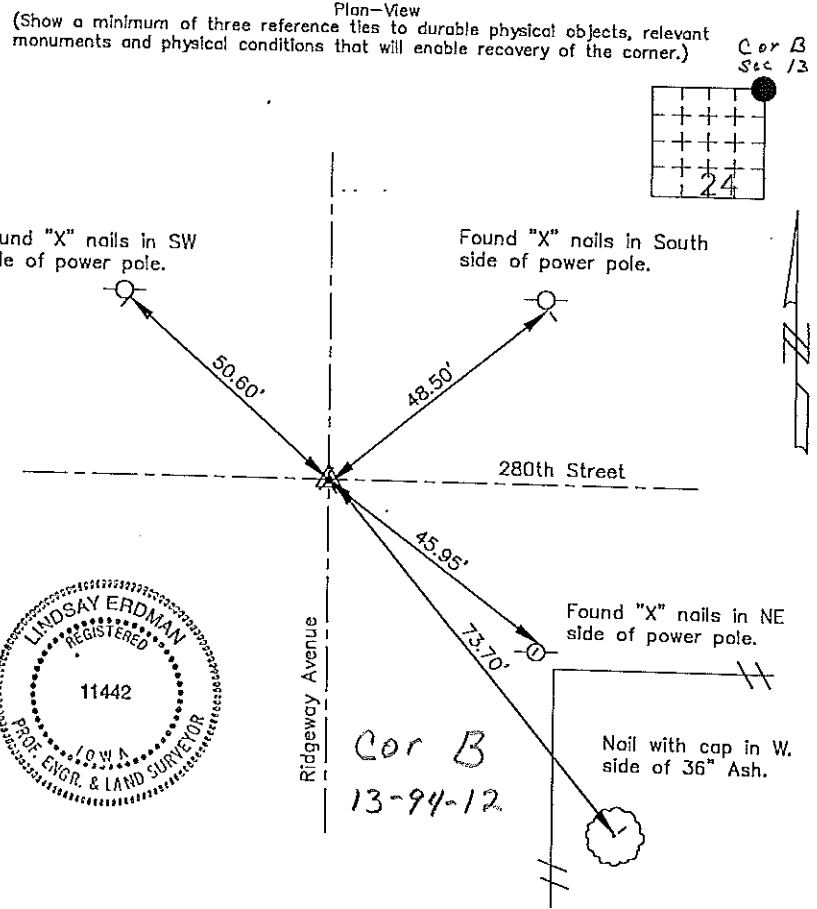 Plan-View
(Show a minimum of three reference ties to durable physical objects, relevant
monuments and physical conditions that will enable recovery of the corner.)
Cor B
Sec 13
24
und "X" nails in SW
le of power pole.
Found "X" nails in South
side of power pole.
50.60'
48.50'
280th Street
45.95'
73.70'
Found "X" nails in NE
side of power pole.
Ridgeway Avenue
LINDSAY ERDMAN
REGISTERED
11442
IOWA
PROF. ENGR. & LAND SURVEYOR
Cor B
13-94-12
Nail with cap in W.
side of 36" Ash.
N